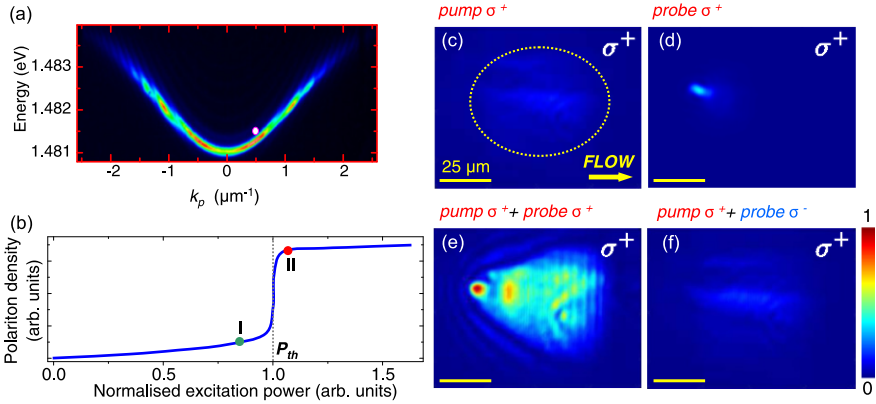 (a)
Energy (eV)
1.483
1.482
1.481
-2
-1
0
1
2
kₚ (μm⁻¹)
(b)
Polariton density
(arb. units)
I
II
P_th
0.0
0.5
1.0
1.5
Normalised excitation power (arb. units)
pump σ⁺
(c)
σ⁺
25 μm
FLOW
probe σ⁺
(d)
σ⁺
pump σ⁺ + probe σ⁺
(e)
σ⁺
pump σ⁺ + probe σ⁻
(f)
σ⁺
1
0